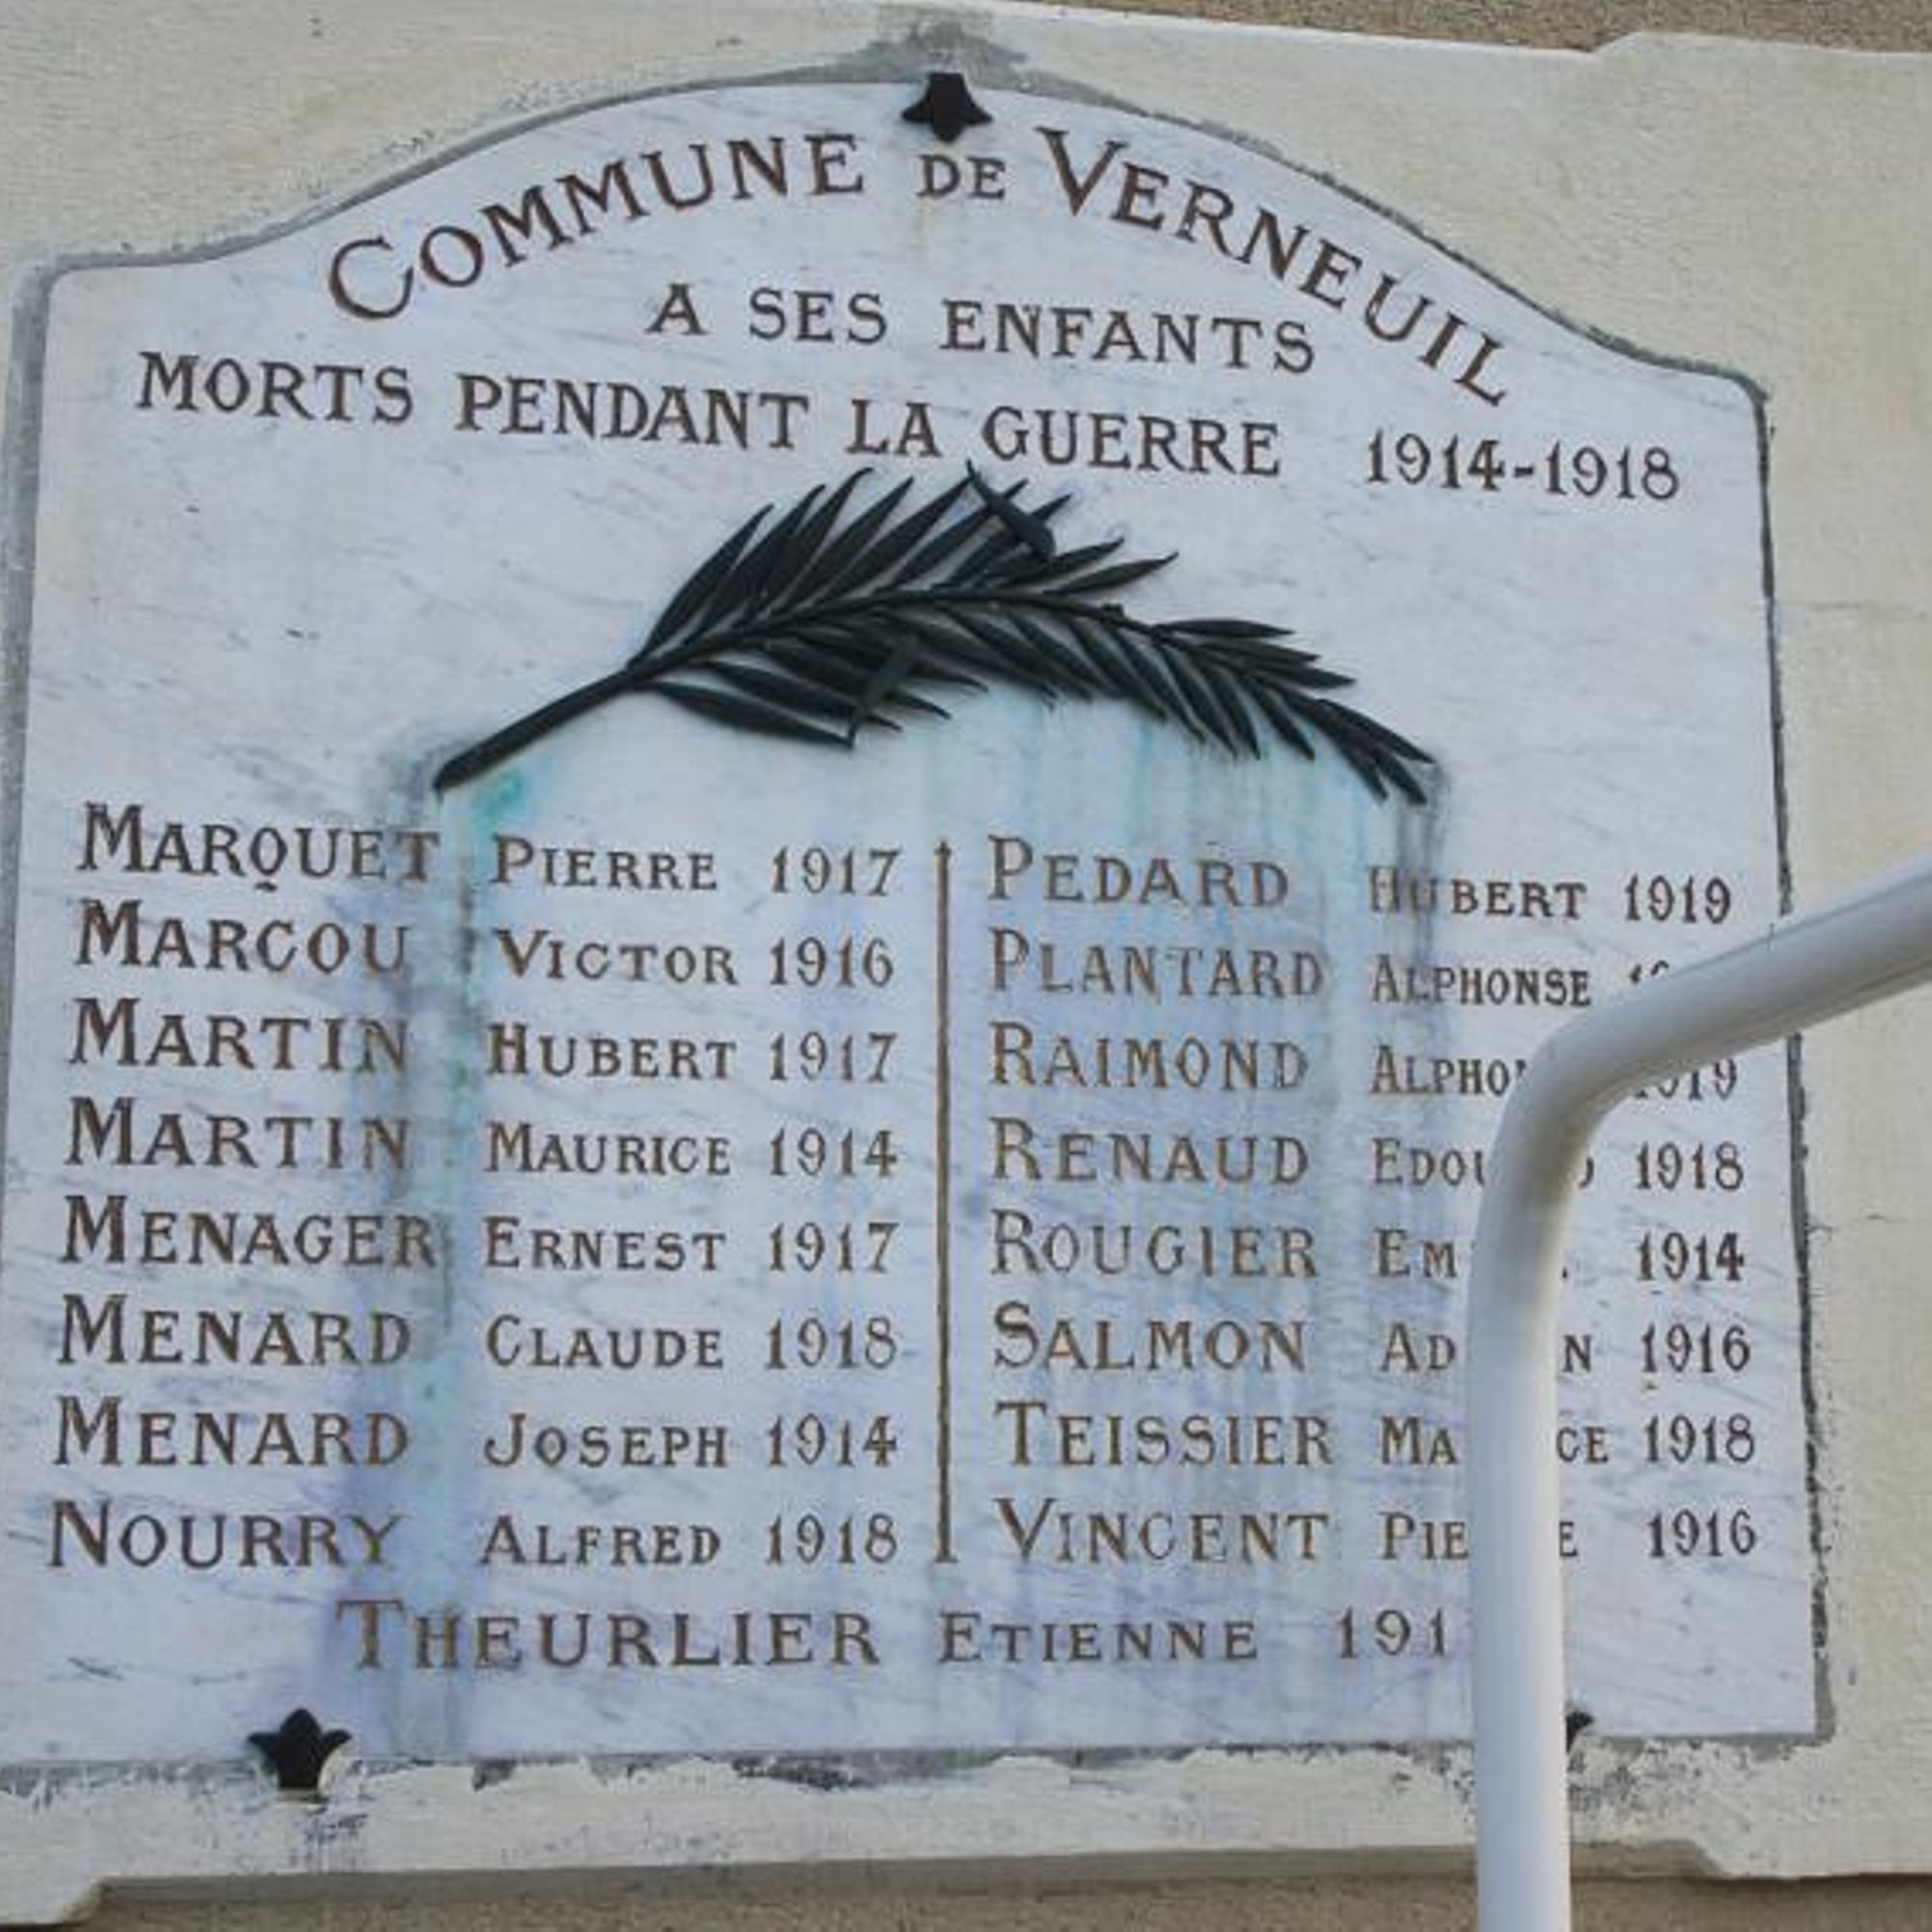 COMMUNE DE VERNEUIL
A SES ENFANTS
MORTS PENDANT LA GUERRE 1914-1918
MARQUET PIERRE 1917
MARCOU VICTOR 1916
MARTIN HUBERT 1917
MARTIN MAURICE 1914
MENAGER ERNEST 1917
MENARD CLAUDE 1918
MENARD JOSEPH 1914
NOURRY ALFRED 1918
PEDARD HUBERT 1919
PLANTARD ALPHONSE
RAIMOND
RENAUD 1918
ROUGIER 1914
SALMON 1916
TEISSIER 1918
VINCENT 1916
THEURLIER ETIENNE